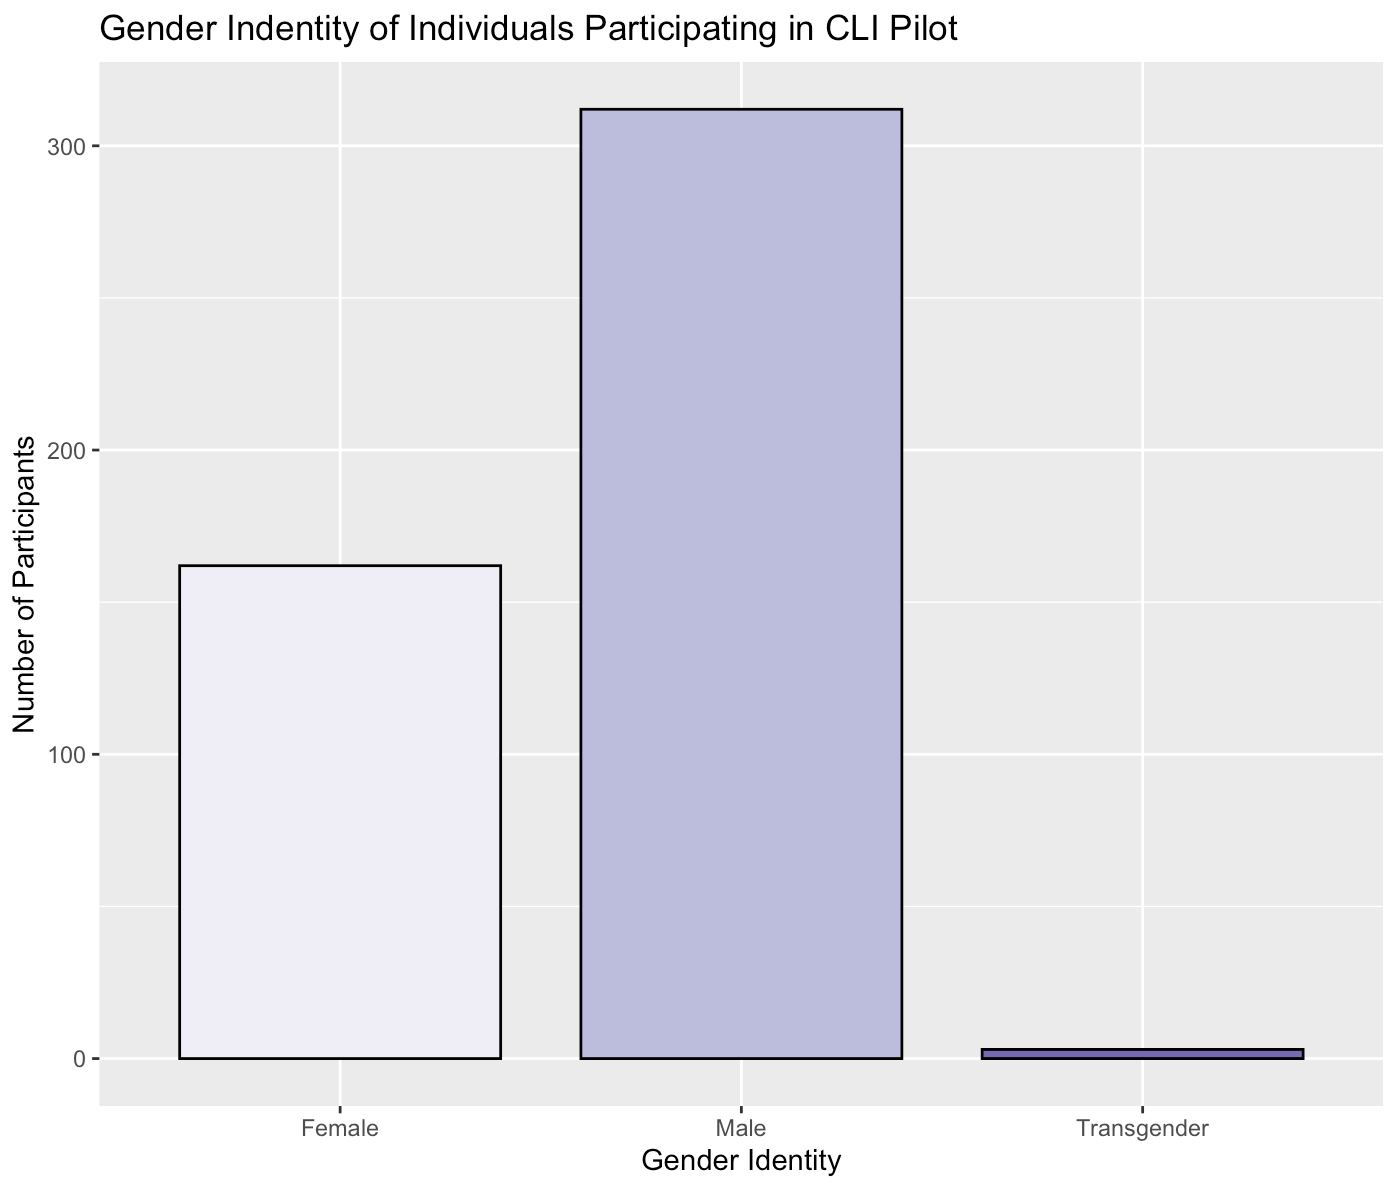 Gender Indentity of Individuals Participating in CLI Pilot
Number of Participants
300
200
100
0
Female
Male
Transgender
Gender Identity